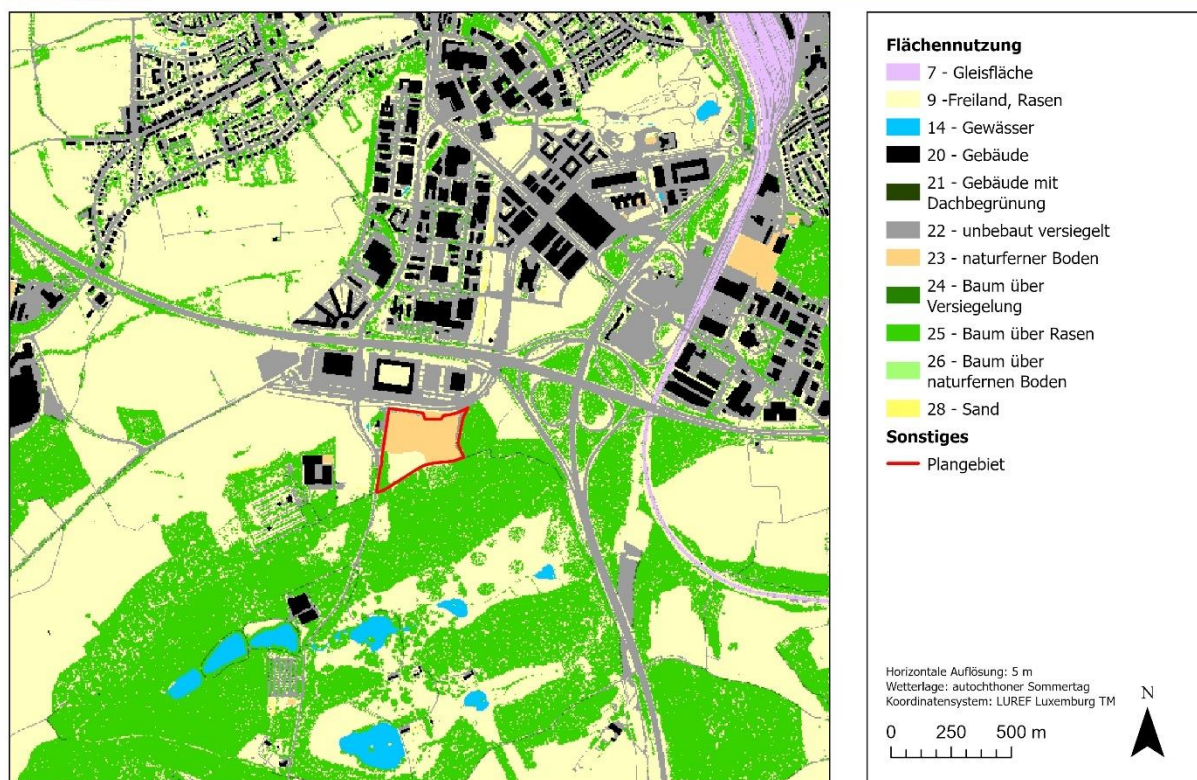 Flächennutzung
7 - Gleisfläche
9 -Freiland, Rasen
14 - Gewässer
20 - Gebäude
21 - Gebäude mit
Dachbegrünung
22 - unbebaut versiegelt
23 - naturferner Boden
24 - Baum über
Versiegelung
25 - Baum über Rasen
26 - Baum über
naturfernen Boden
28 - Sand
Sonstiges
Plangebiet
Horizontale Auflösung: 5 m
Wetterlage: autochthoner Sommertag
Koordinatensystem: LUREF Luxemburg TM
N
0 250 500 m